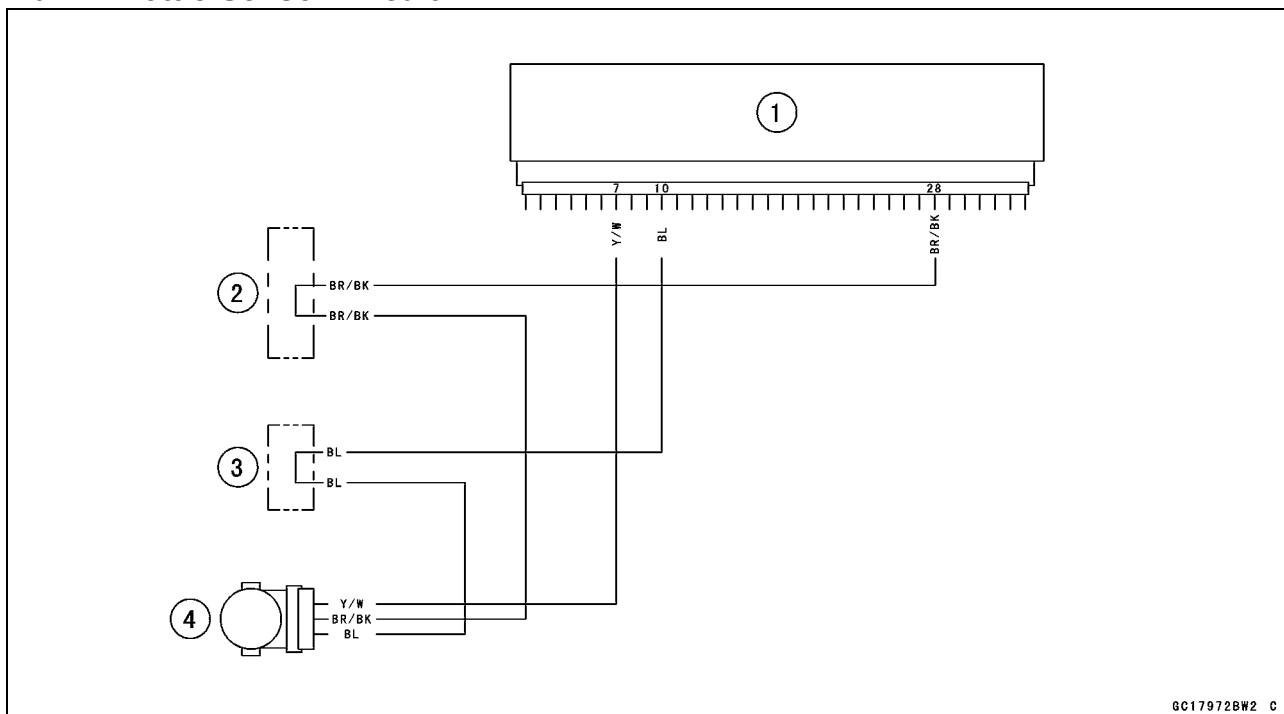 1
7 10 28
Y/W BL BR/BK
2
BR/BK
BR/BK
3
BL
BL
4
Y/W
BR/BK
BL
GC17972BW2 C